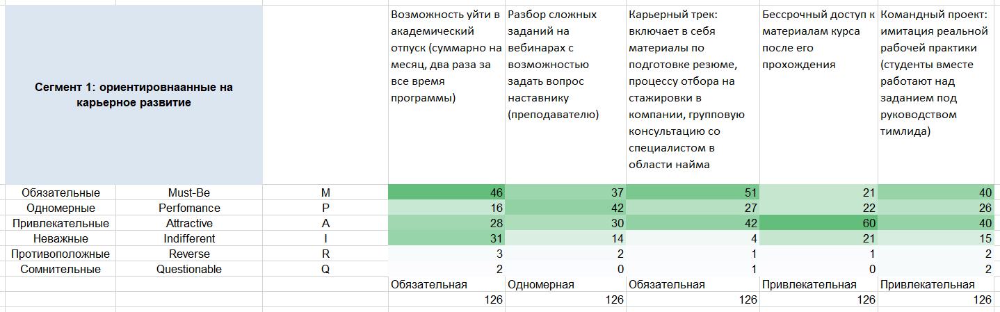 Сегмент 1: ориентировнаанные на
карьерное развитие
Возможность уйти в
академический
отпуск (суммарно на
месяц, два раза за
все время
программы)
Разбор сложных
заданий на
вебинарах с
возможностью
задать вопрос
наставнику
(преподавателю)
Карьерный трек:
включает в себя
материалы по
подготовке резюме,
процессу отбора на
стажировки в
компании, групповую
консультацию со
специалистом в
области найма
Бессрочный доступ к
материалам курса
после его
прохождения
Командный проект:
имитация реальной
рабочей практики
(студенты вместе
работают над
заданием под
руководством
тимлида)
Обязательные Must-Be M 46 37 51 21 40
Одномерные Perfomance P 16 42 27 22 26
Привлекательные Attractive A 28 30 42 60 40
Неважные Indifferent I 31 14 4 21 15
Противоположные Reverse R 3 2 1 1 2
Сомнительные Questionable Q 2 0 1 0 2
Обязательная Одномерная Обязательная Привлекательная Привлекательная
126 126 126 126 126